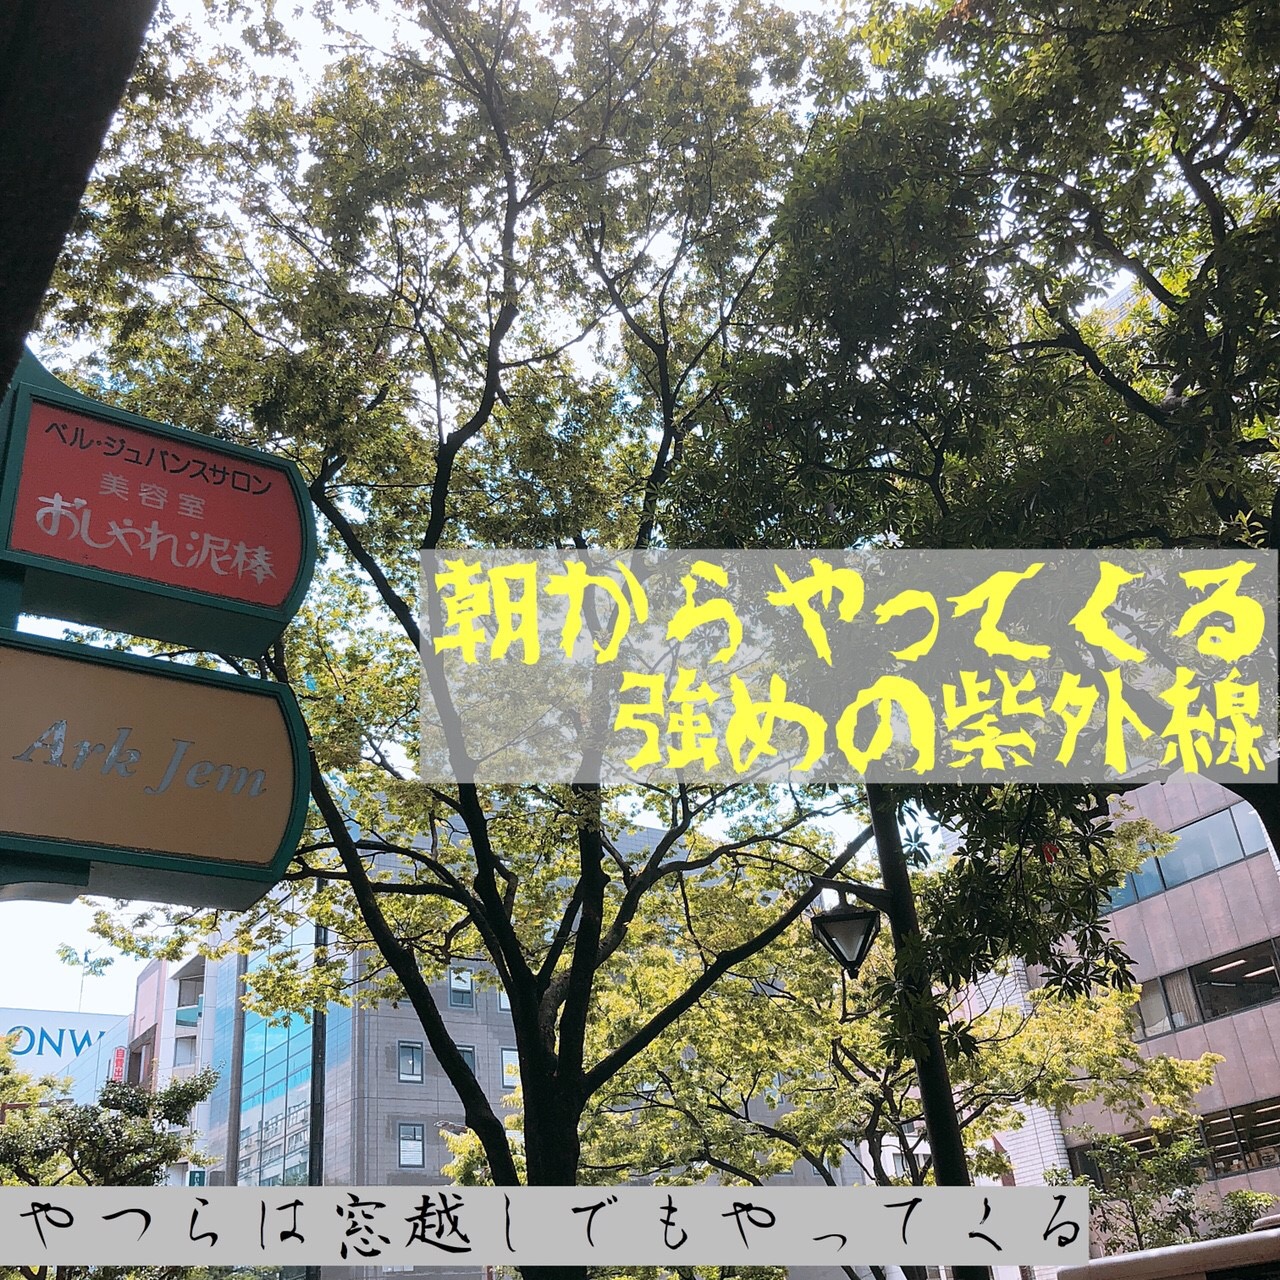 ベル・ジュバンスサロン
美容室
おしゃれ泥棒
Ark Jem
朝からやってくる
強めの紫外線
ONW
やつらは窓越しでもやってくる